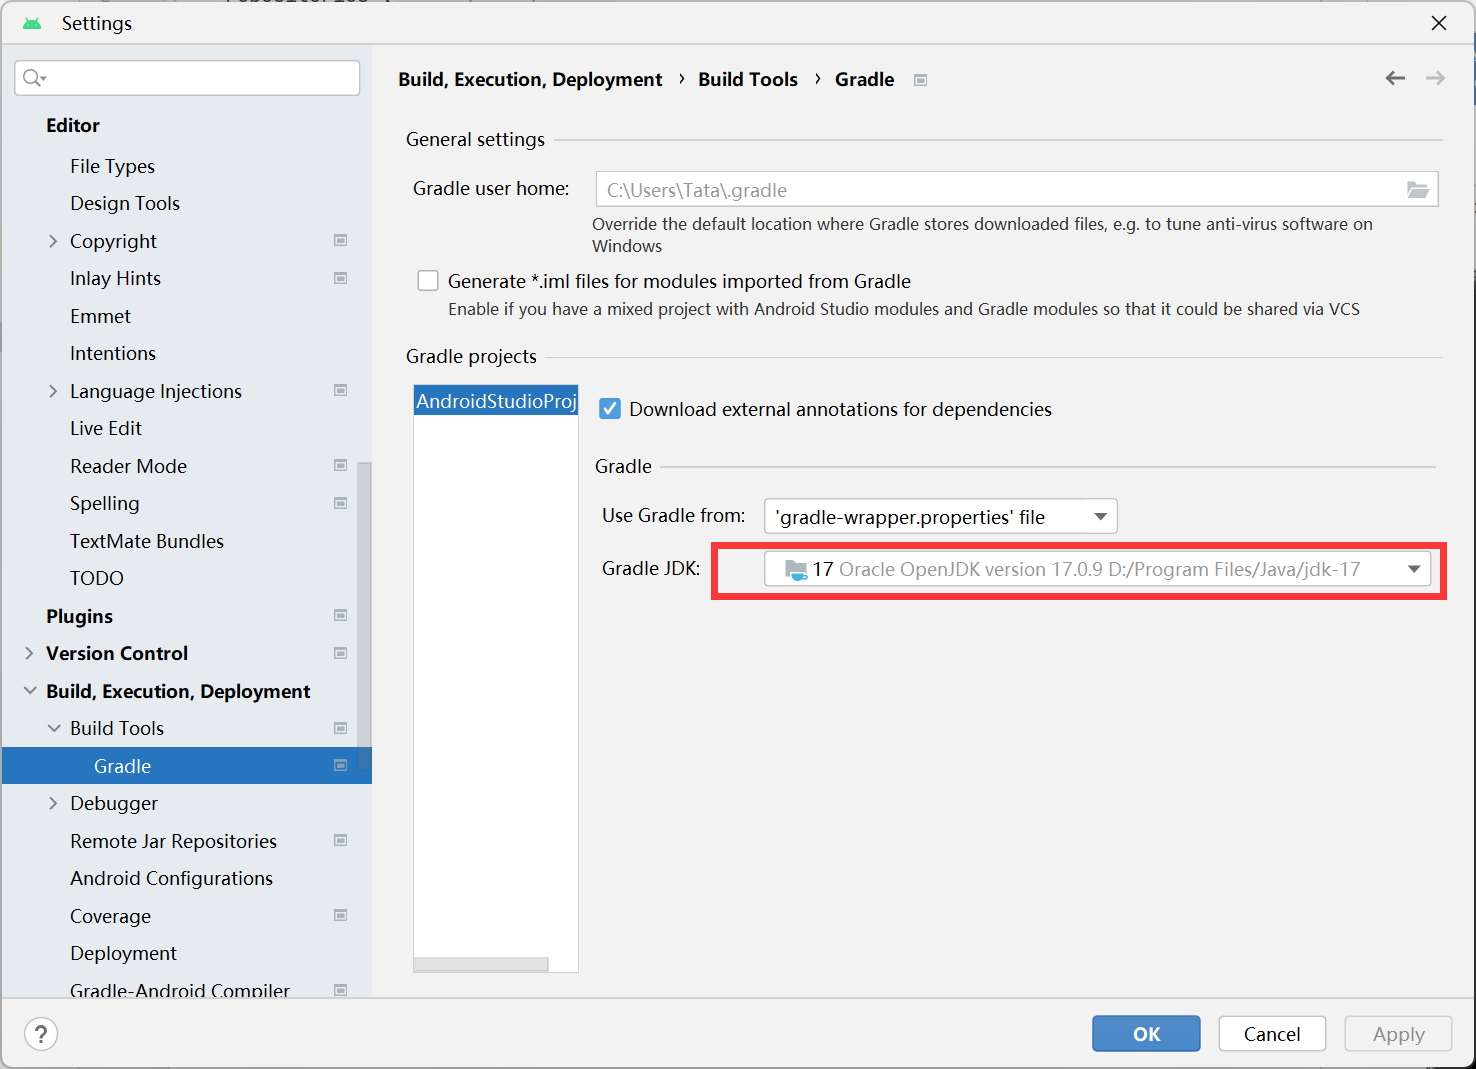 Settings
Build, Execution, Deployment › Build Tools › Gradle
Editor
File Types
Design Tools
Copyright
Inlay Hints
Emmet
Intentions
Language Injections
Live Edit
Reader Mode
Spelling
TextMate Bundles
TODO
Plugins
Version Control
Build, Execution, Deployment
Build Tools
Gradle
Debugger
Remote Jar Repositories
Android Configurations
Coverage
Deployment
Gradle-Android Compiler
General settings
Gradle user home: C:\Users\Tata\.gradle
Override the default location where Gradle stores downloaded files, e.g. to tune anti-virus software on
Windows
Generate *.iml files for modules imported from Gradle
Enable if you have a mixed project with Android Studio modules and Gradle modules so that it could be shared via VCS
Gradle projects
AndroidStudioProj
Download external annotations for dependencies
Gradle
Use Gradle from: 'gradle-wrapper.properties' file
Gradle JDK: 17 Oracle OpenJDK version 17.0.9 D:/Program Files/Java/jdk-17
?
OK
Cancel
Apply